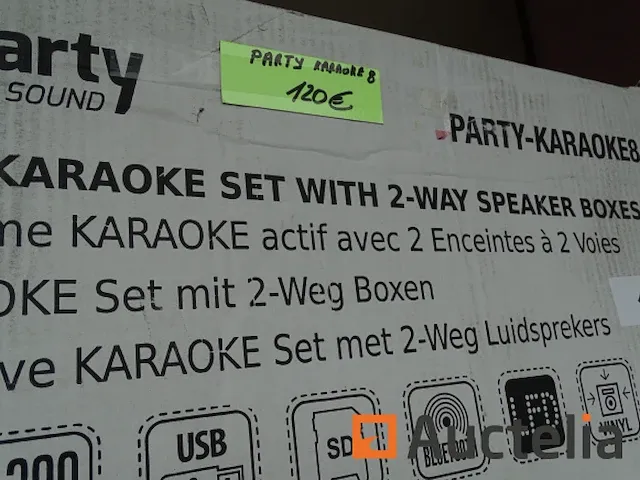 arty
SOUND
PARTY KARAOKE 8
120€
PARTY-KARAOKE8
KARAOKE SET WITH 2-WAY SPEAKER BOXES
me KARAOKE actif avec 2 Enceintes à 2 Voies
OKE Set mit 2-Weg Boxen
ve KARAOKE Set met 2-Weg Luidsprekers
300
USB
SD
VINYL
Auctelia